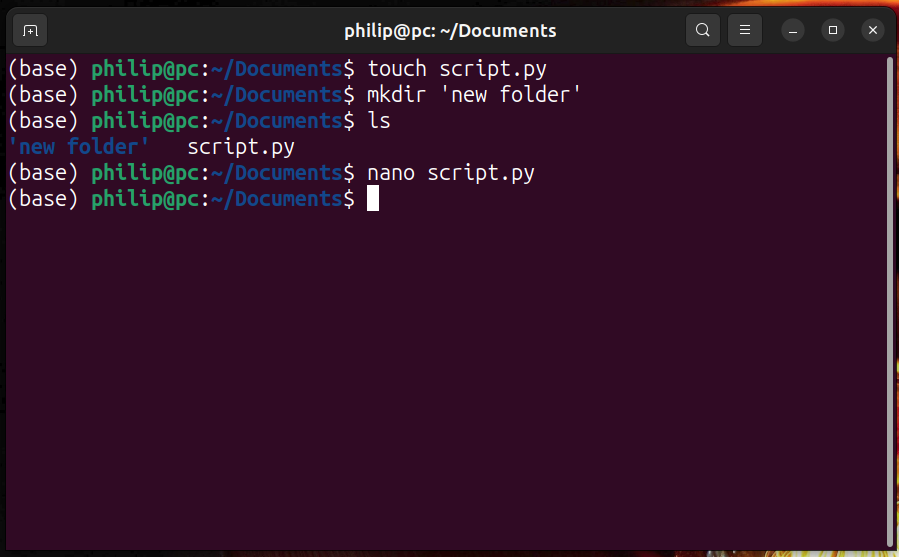 philip@pc: ~/Documents
(base) philip@pc:~/Documents$ touch script.py
(base) philip@pc:~/Documents$ mkdir 'new folder'
(base) philip@pc:~/Documents$ ls
'new folder'   script.py
(base) philip@pc:~/Documents$ nano script.py
(base) philip@pc:~/Documents$